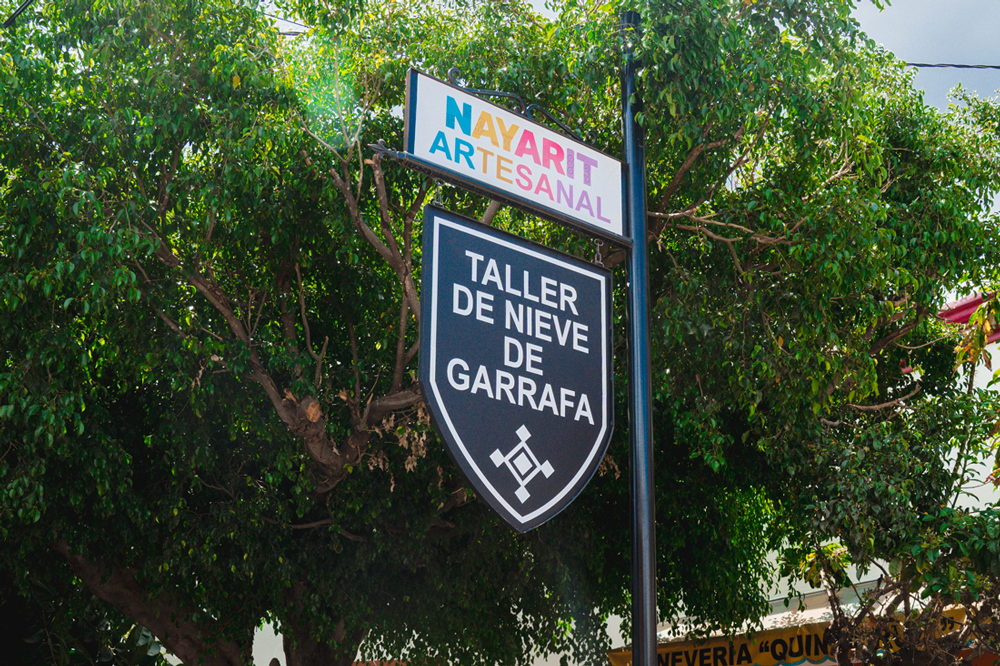 NAYARIT
ARTESANAL
TALLER
DE NIEVE
DE
GARRAFA
NEVERIA "QUIN